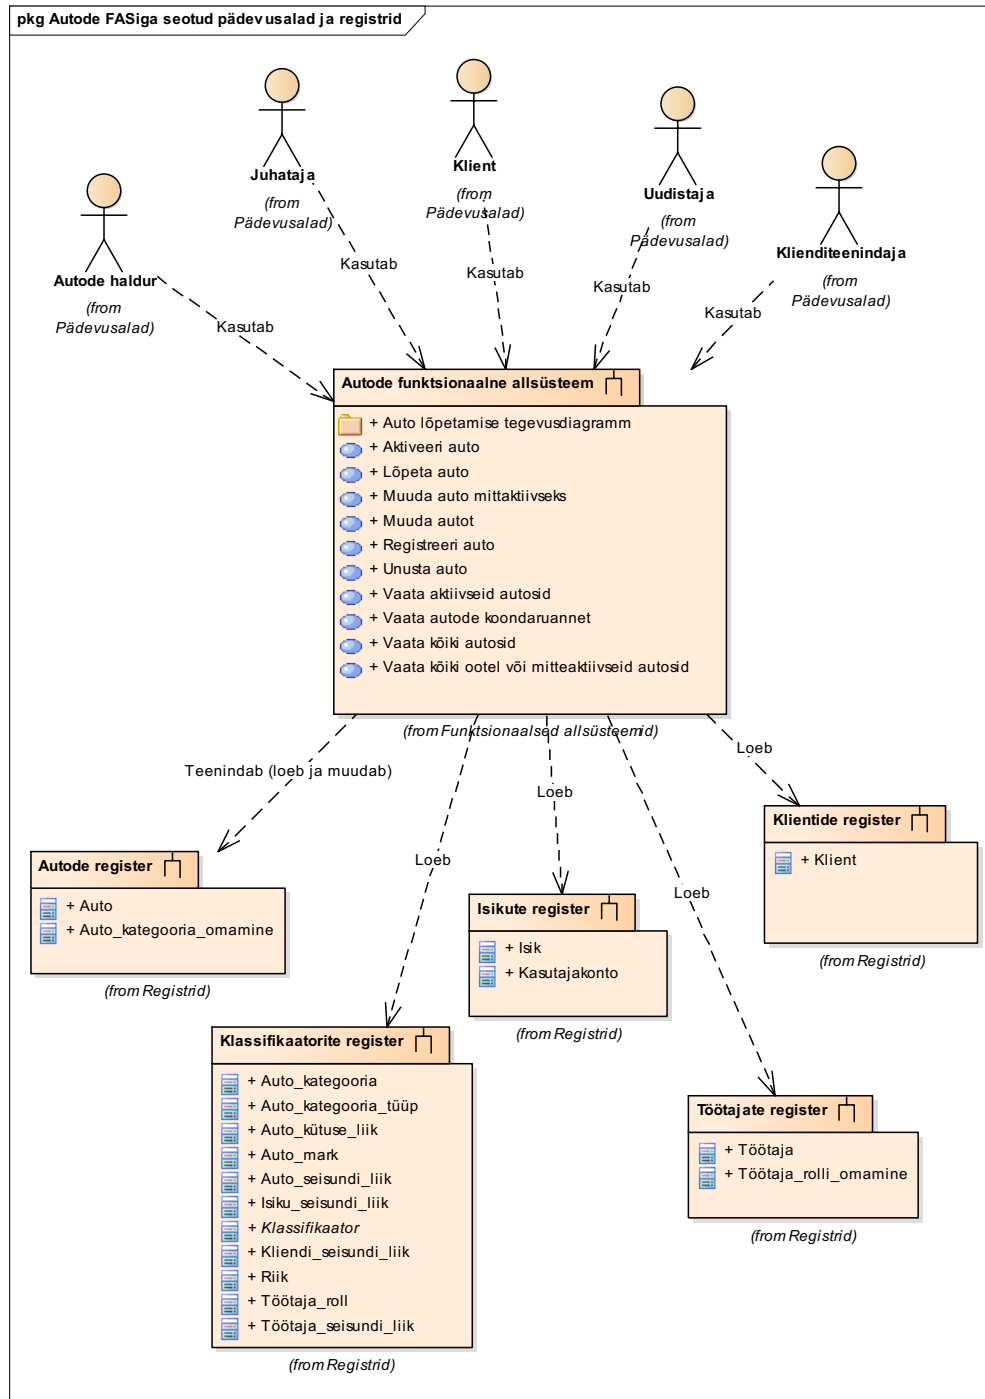 pkg Autode FASiga seotud pädevusalad ja registrid
Juhataja
(from
Pädevusalad)
Klient
(from
Pädevusalad)
Uudistaja
(from
Pädevusalad)
Klienditeenindaja
(from
Pädevusalad)
Autode haldur
(from
Pädevusalad)
Kasutab
Kasutab
Kasutab
Kasutab
Kasutab
Autode funktsionaalne allsüsteem
+ Auto lõpetamise tegevusdiagramm
+ Aktiveeri auto
+ Lõpeta auto
+ Muuda auto mittaktiivseks
+ Muuda autot
+ Registreeri auto
+ Unusta auto
+ Vaata aktiivseid autosid
+ Vaata autode koondaruannet
+ Vaata kõiki autosid
+ Vaata kõiki ootel või mitteaktiivseid autosid
(from Funktsionaalsed allsüsteemid)
Teenindab (loeb ja muudab)
Loeb
Loeb
Loeb
Loeb
Autode register
+ Auto
+ Auto_kategooria_omamine
(from Registrid)
Klassifikaatorite register
+ Auto_kategooria
+ Auto_kategooria_tüüp
+ Auto_kütuse_liik
+ Auto_mark
+ Auto_seisundi_liik
+ Isiku_seisundi_liik
+ Klassifikaator
+ Kliendi_seisundi_liik
+ Riik
+ Töötaja_roll
+ Töötaja_seisundi_liik
(from Registrid)
Isikute register
+ Isik
+ Kasutajakonto
(from Registrid)
Töötajate register
+ Töötaja
+ Töötaja_rolli_omamine
(from Registrid)
Klientide register
+ Klient
(from Registrid)